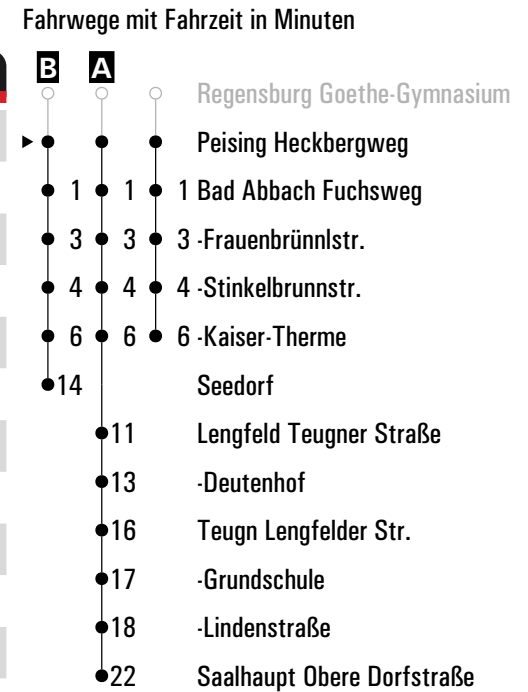 Fahrwege mit Fahrzeit in Minuten
B A
Regensburg Goethe-Gymnasium
Peising Heckbergweg
1 1 1 Bad Abbach Fuchsweg
3 3 3 -Frauenbrünnlstr.
4 4 4 -Stinkelbrunnstr.
6 6 6 -Kaiser-Therme
14 Seedorf
11 Lengfeld Teugner Straße
13 -Deutenhof
16 Teugn Lengfelder Str.
17 -Grundschule
18 -Lindenstraße
22 Saalhaupt Obere Dorfstraße